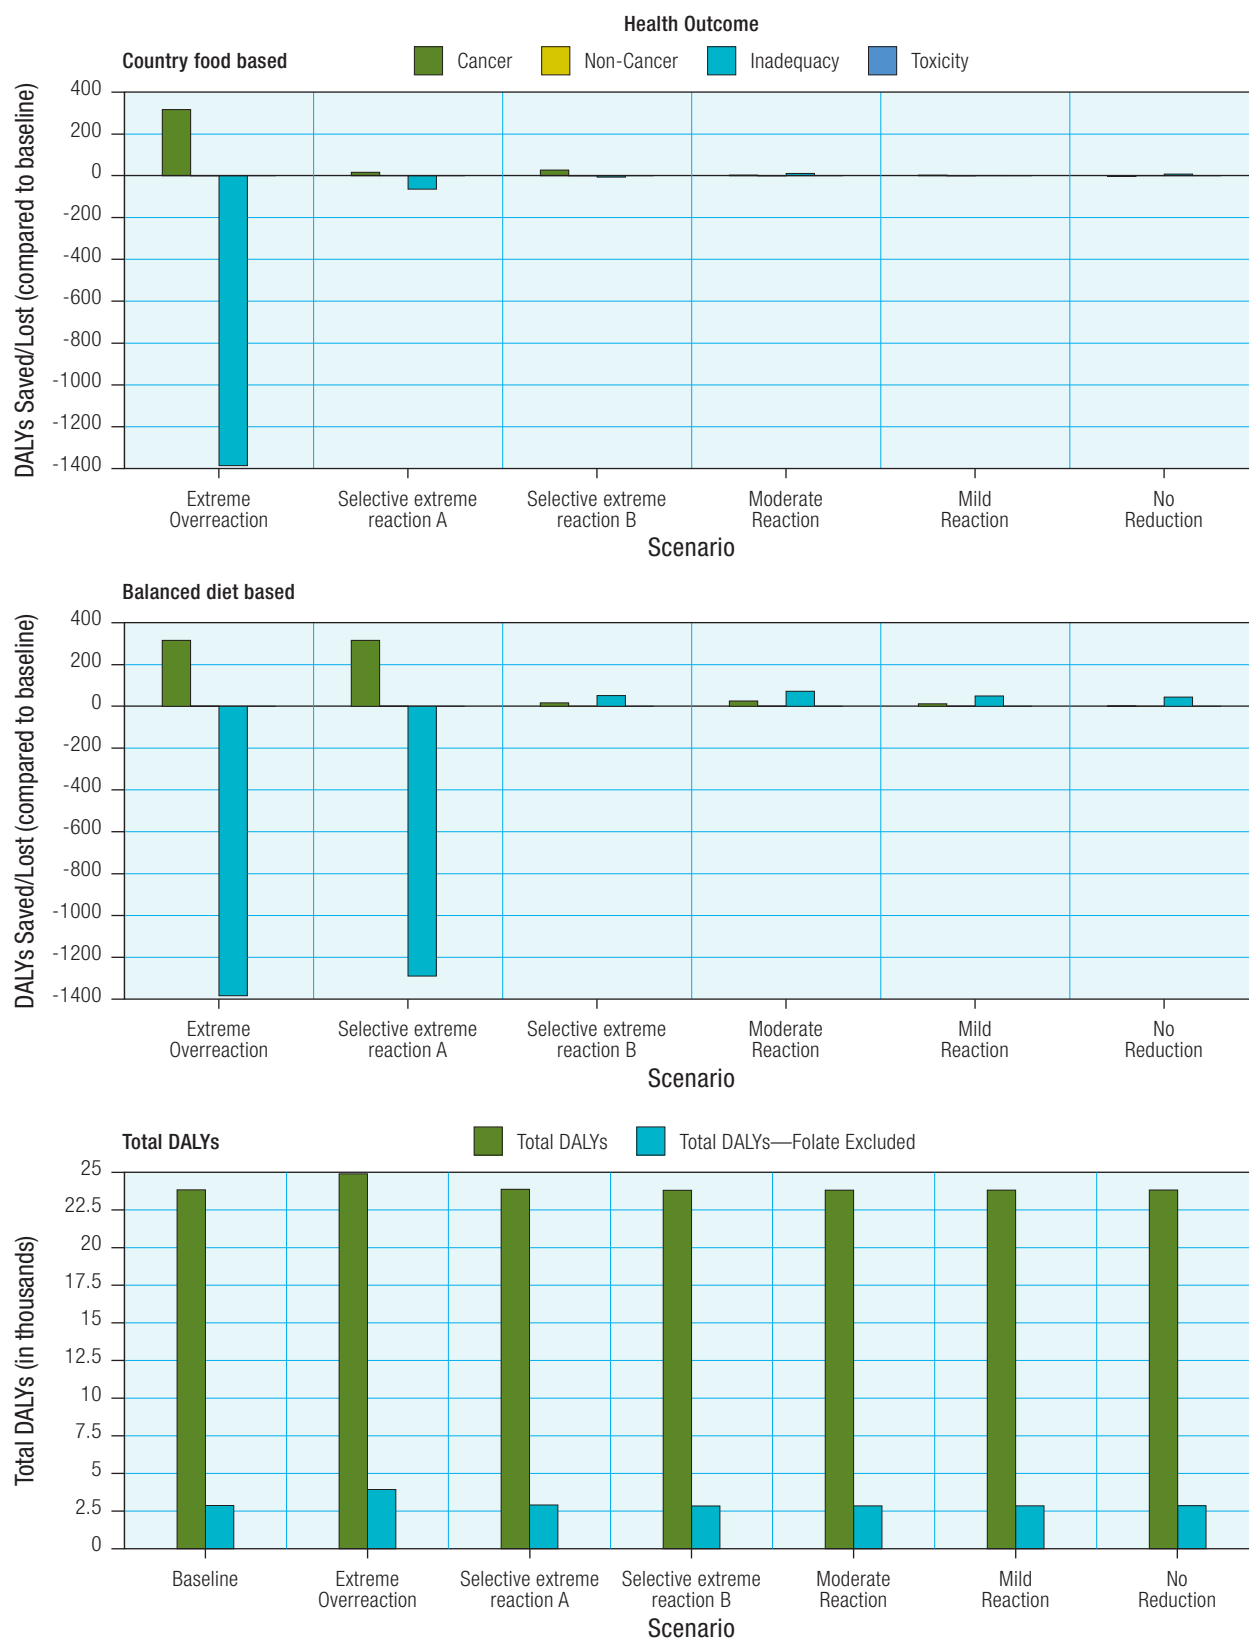 Health Outcome
Country food based
Cancer
Non-Cancer
Inadequacy
Toxicity
DALYs Saved/Lost (compared to baseline)
400
200
0
-200
-400
-600
-800
-1000
-1200
-1400
Extreme
Overreaction
Selective extreme
reaction A
Selective extreme
reaction B
Moderate
Reaction
Mild
Reaction
No
Reduction
Scenario
Balanced diet based
DALYs Saved/Lost (compared to baseline)
400
200
0
-200
-400
-600
-800
-1000
-1200
-1400
Extreme
Overreaction
Selective extreme
reaction A
Selective extreme
reaction B
Moderate
Reaction
Mild
Reaction
No
Reduction
Scenario
Total DALYs
Total DALYs
Total DALYs—Folate Excluded
Total DALYs (in thousands)
25
22.5
20
17.5
15
12.5
10
7.5
5
2.5
0
Baseline
Extreme
Overreaction
Selective extreme
reaction A
Selective extreme
reaction B
Moderate
Reaction
Mild
Reaction
No
Reduction
Scenario